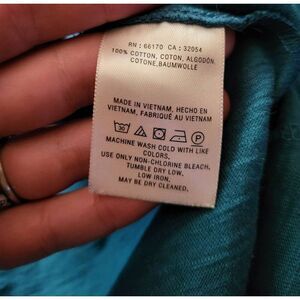 RN : 66170 CA : 32054
100% COTTON, COTON, ALGODÓN
COTONE, BAUMWOLLE
MADE IN VIETNAM, HECHO EN
VIETNAM, FABRIQUÉ AU VIETNAM
30 P
MACHINE WASH COLD WITH LIKE
COLORS.
USE ONLY NON-CHLORINE BLEACH.
TUMBLE DRY LOW.
LOW IRON.
MAY BE DRY CLEANED.